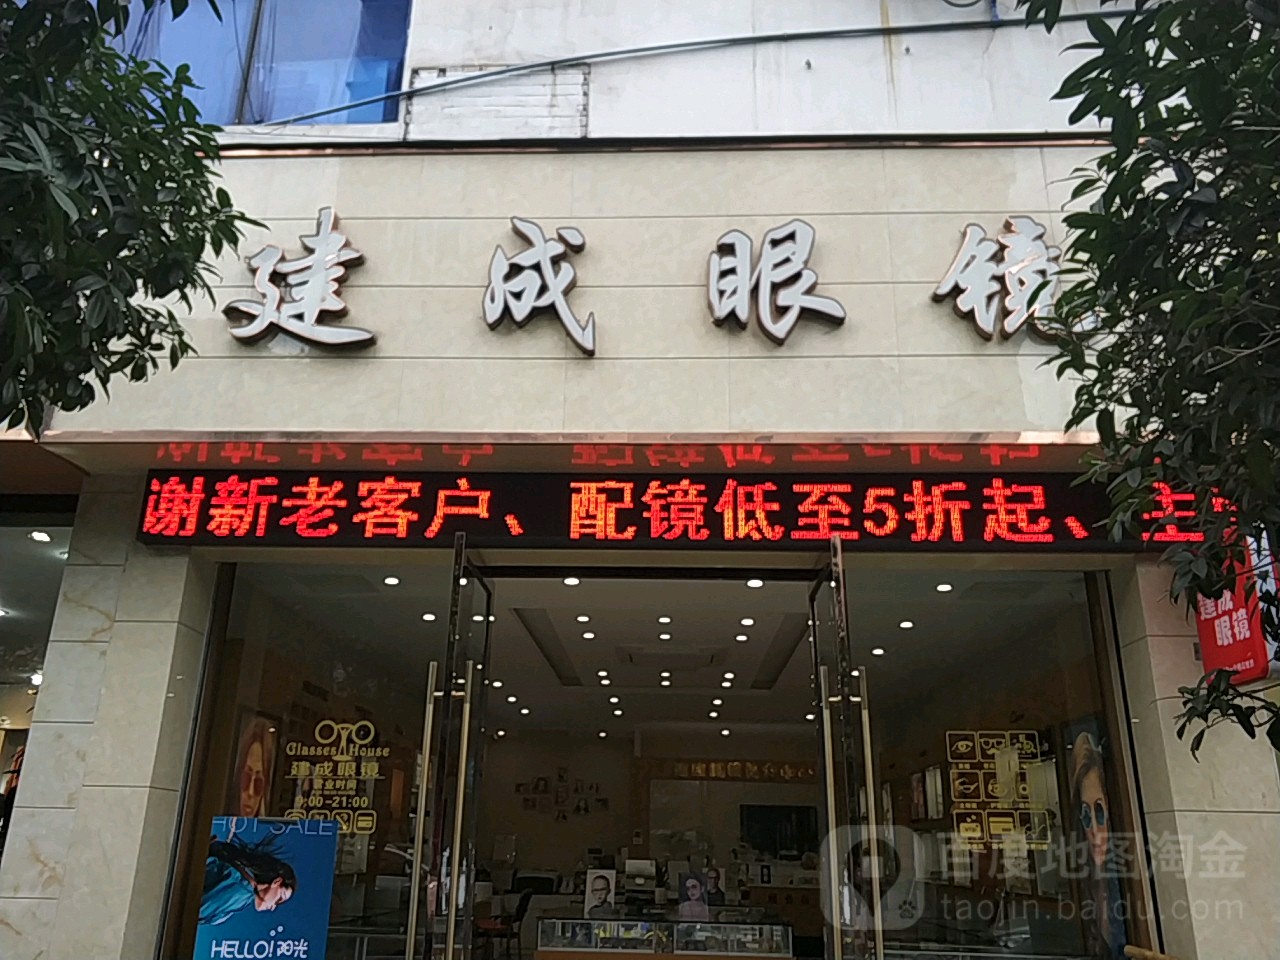 建成眼镜
谢新老客户、配镜低至5折起、主
建成
眼镜
Glasses House
建成眼镜
营业时间
9:00-21:00
HOT SALE
HELLO!阳光
百度地图淘金
taojin.baidu.com